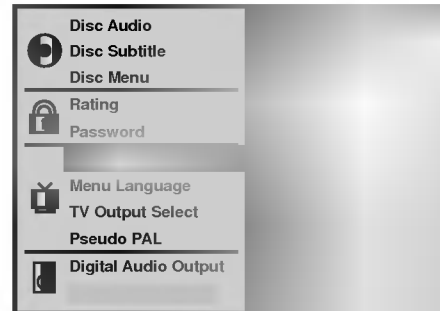 Disc Audio
Disc Subtitle
Disc Menu
Rating
Password
Menu Language
TV Output Select
Pseudo PAL
Digital Audio Output